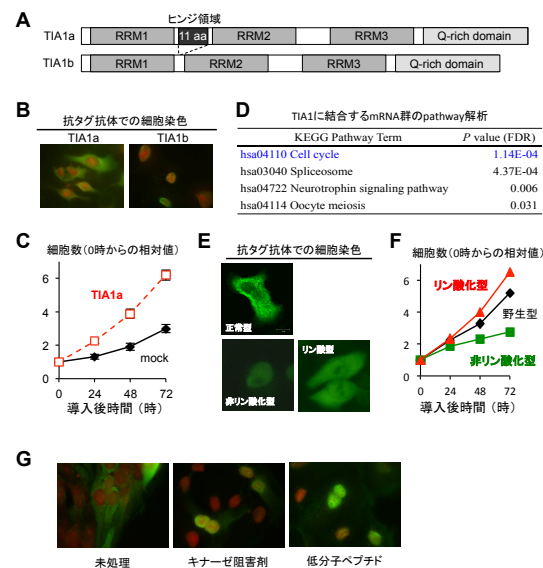 A
ヒンジ領域
TIA1a
RRM1
11 aa
RRM2
RRM3
Q-rich domain
TIA1b
RRM1
RRM2
RRM3
Q-rich domain
B
抗タグ抗体での細胞染色
TIA1a
TIA1b
D
TIA1に結合するmRNA群のpathway解析
KEGG Pathway Term
P value (FDR)
hsa04110 Cell cycle
1.14E-04
hsa03040 Spliceosome
4.37E-04
hsa04722 Neurotrophin signaling pathway
0.006
hsa04114 Oocyte meiosis
0.031
C
細胞数(0時からの相対値)
6
4
2
0
TIA1a
mock
0
24
48
72
導入後時間(時)
E
抗タグ抗体での細胞染色
正常型
非リン酸化型
リン酸型
F
細胞数(0時からの相対値)
6
4
2
0
リン酸化型
野生型
非リン酸化型
0
24
48
72
導入後時間(時)
G
未処理
キナーゼ阻害剤
低分子ペプチド